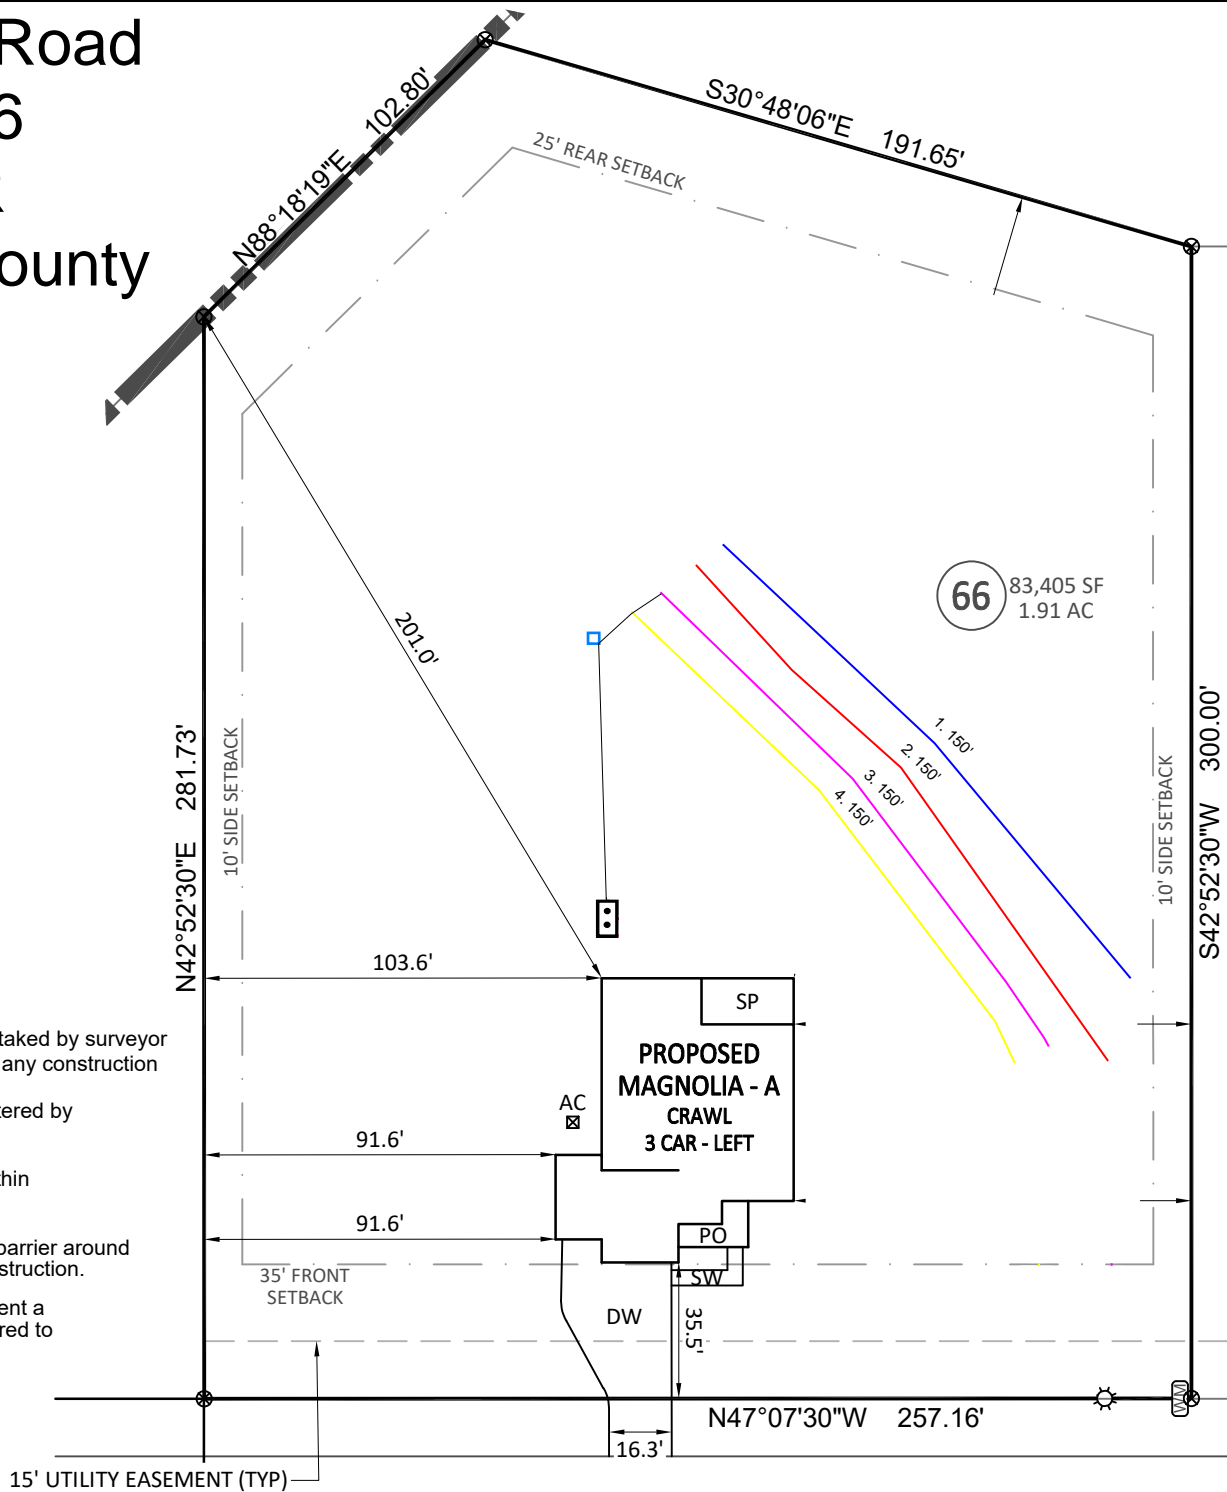 Road
6
ounty
S30°48'06"E 191.65'
N88°18'19"E 102.80'
25' REAR SETBACK
66
83,405 SF
1.91 AC
201.0'
1. 150'
2. 150'
3. 150'
4. 150'
N42°52'30"E 281.73'
10' SIDE SETBACK
10' SIDE SETBACK
S42°52'30"W 300.00'
103.6'
SP
PROPOSED
MAGNOLIA - A
CRAWL
3 CAR - LEFT
AC
91.6'
91.6'
PO
SW
DW
35.5'
35' FRONT
SETBACK
taked by surveyor
any construction
tered by
thin
barrier around
struction.
ent a
red to
N47°07'30"W 257.16'
WM
16.3'
15' UTILITY EASEMENT (TYP)